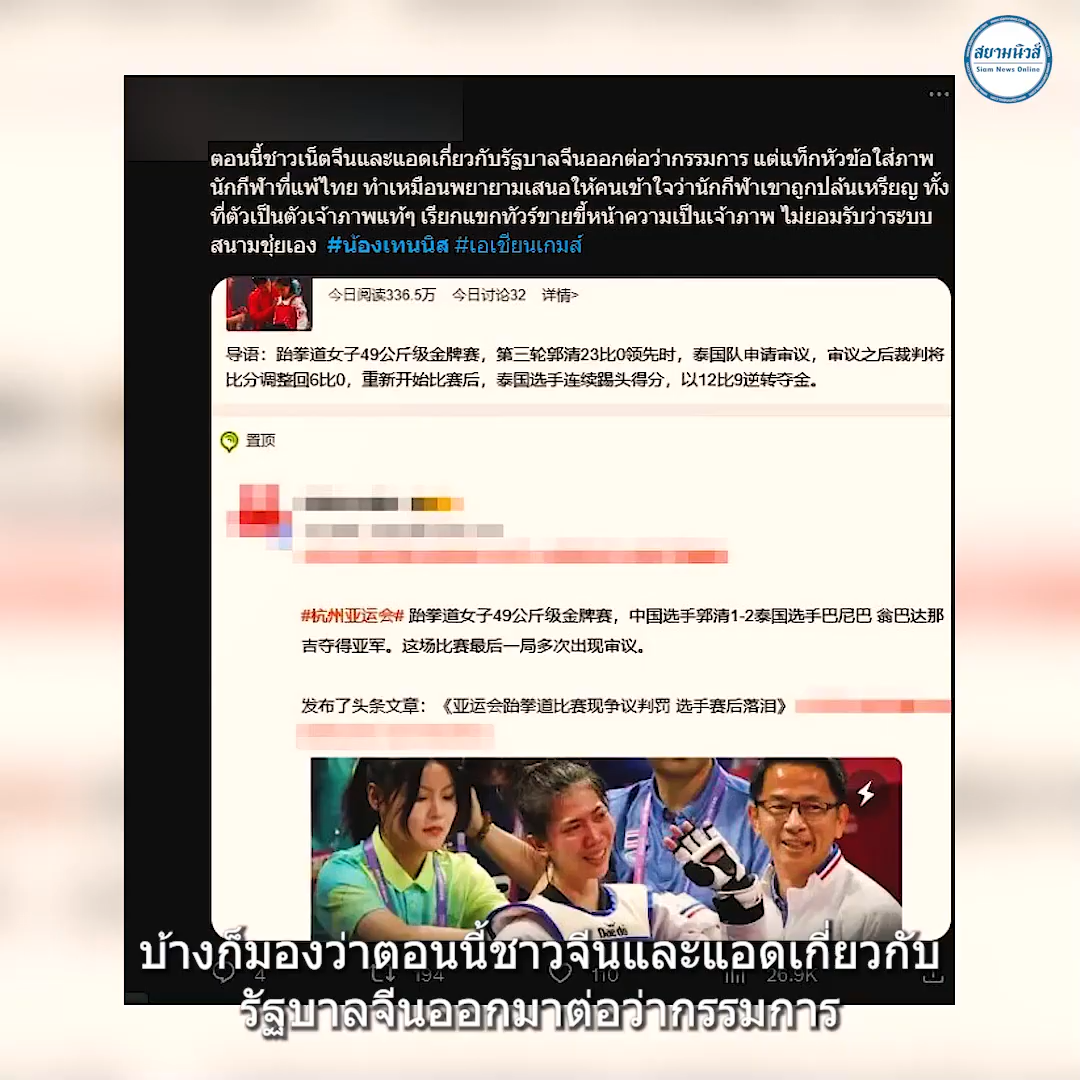 สยามนิวส์
Siam News Online
ตอนนี้ชาวเน็ตจีนและแอดเกี่ยวกับรัฐบาลจีนออกต่อว่ากรรมการ แต่แท็กหัวข้อใส่ภาพ
นักกีฬาที่แพ้ไทย ทำเหมือนพยายามเสนอให้คนเข้าใจว่านักกีฬาเขาถูกปล้นเหรียญ ทั้ง
ที่ตัวเป็นตัวเจ้าภาพแท้ๆ เรียกแขกทัวร์ขายขี้หน้าความเป็นเจ้าภาพ ไม่ยอมรับว่าระบบ
สนามชุ่ยเอง #น้องเทนนิส #เอเชียนเกมส์
今日阅读336.5万 今日讨论32 详情>
导语：跆拳道女子49公斤级金牌赛，第三轮郭清23比0领先时，泰国队申请审议，审议之后裁判将
比分调整回6比0，重新开始比赛后，泰国选手连续踢头得分，以12比9逆转夺金。
置顶
#杭州亚运会# 跆拳道女子49公斤级金牌赛，中国选手郭清1-2泰国选手巴尼巴 翁巴达那
吉夺得亚军。这场比赛最后一局多次出现审议。
发布了头条文章：《亚运会跆拳道比赛现争议判罚 选手赛后落泪》
Daedo
บ้างก็มองว่าตอนนี้ชาวจีนและแอดเกี่ยวกับ
4 194 110 26.9K
รัฐบาลจีนออกมาต่อว่ากรรมการ